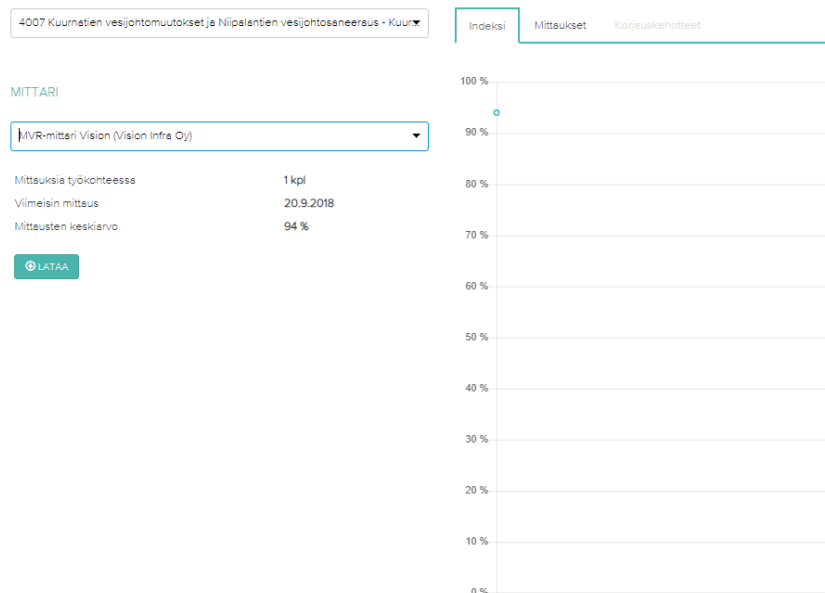 4007 Kuurnatien vesijohtomuutokset ja Niipalantien vesijohtosaneeraus - Kuur...
MITTARI
MVR-mittari Vision (Vision Infra Oy)
Mittauksia työkohteessa 1 kpl
Viimeisin mittaus 20.9.2018
Mittausten keskiarvo 94 %
LATAA
Indeksi Mittaukset Korjauskehotteet
100 %
90 %
80 %
70 %
60 %
50 %
40 %
30 %
20 %
10 %
0 %